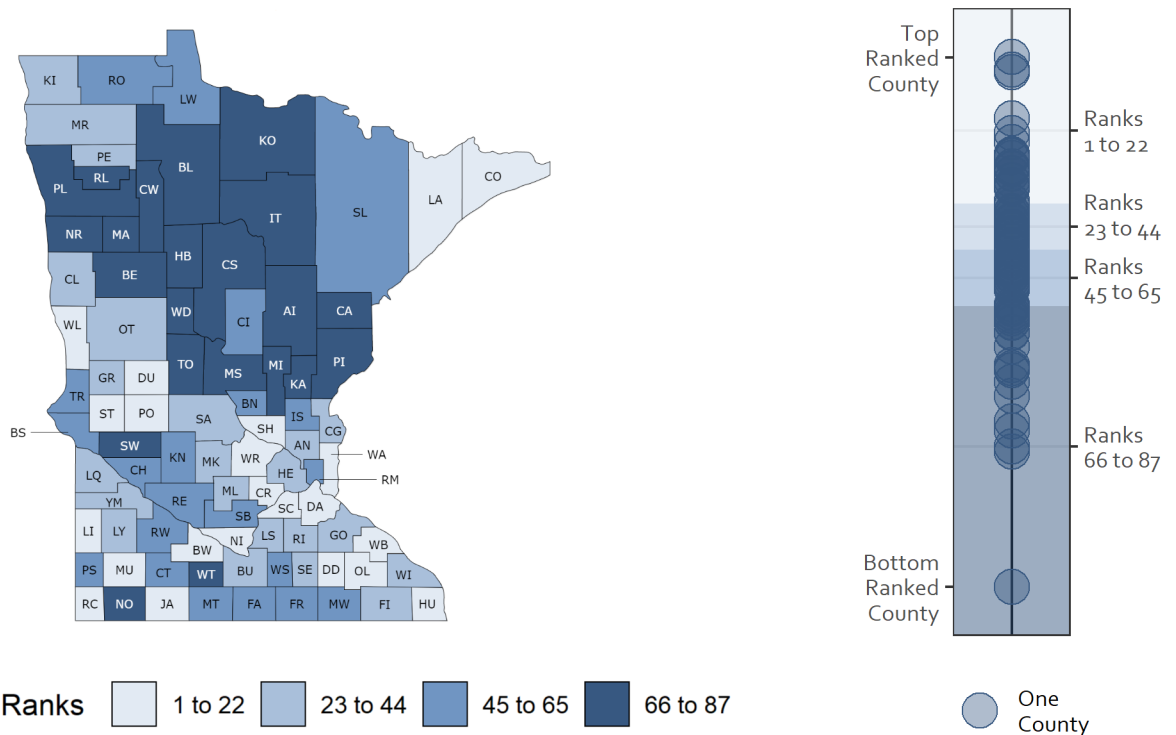 KI
RO
LW
MR
PE
RL
PL
CW
BL
KO
IT
SL
LA
CO
NR
MA
HB
CS
CL
BE
WD
CI
AI
CA
WL
OT
TO
MS
MI
KA
PI
GR
DU
TR
ST
PO
SA
BN
IS
CG
SH
BS
SW
KN
MK
WR
AN
WA
HE
RM
LQ
CH
YM
RE
ML
CR
SC
DA
SB
LI
LY
RW
NI
LS
RI
GO
WB
BW
PS
MU
CT
WT
BU
WS
SE
DD
OL
WI
RC
NO
JA
MT
FA
FR
MW
FI
HU
Ranks
1 to 22
23 to 44
45 to 65
66 to 87
Top
Ranked
County
Ranks
1 to 22
Ranks
23 to 44
Ranks
45 to 65
Ranks
66 to 87
Bottom
Ranked
County
One
County